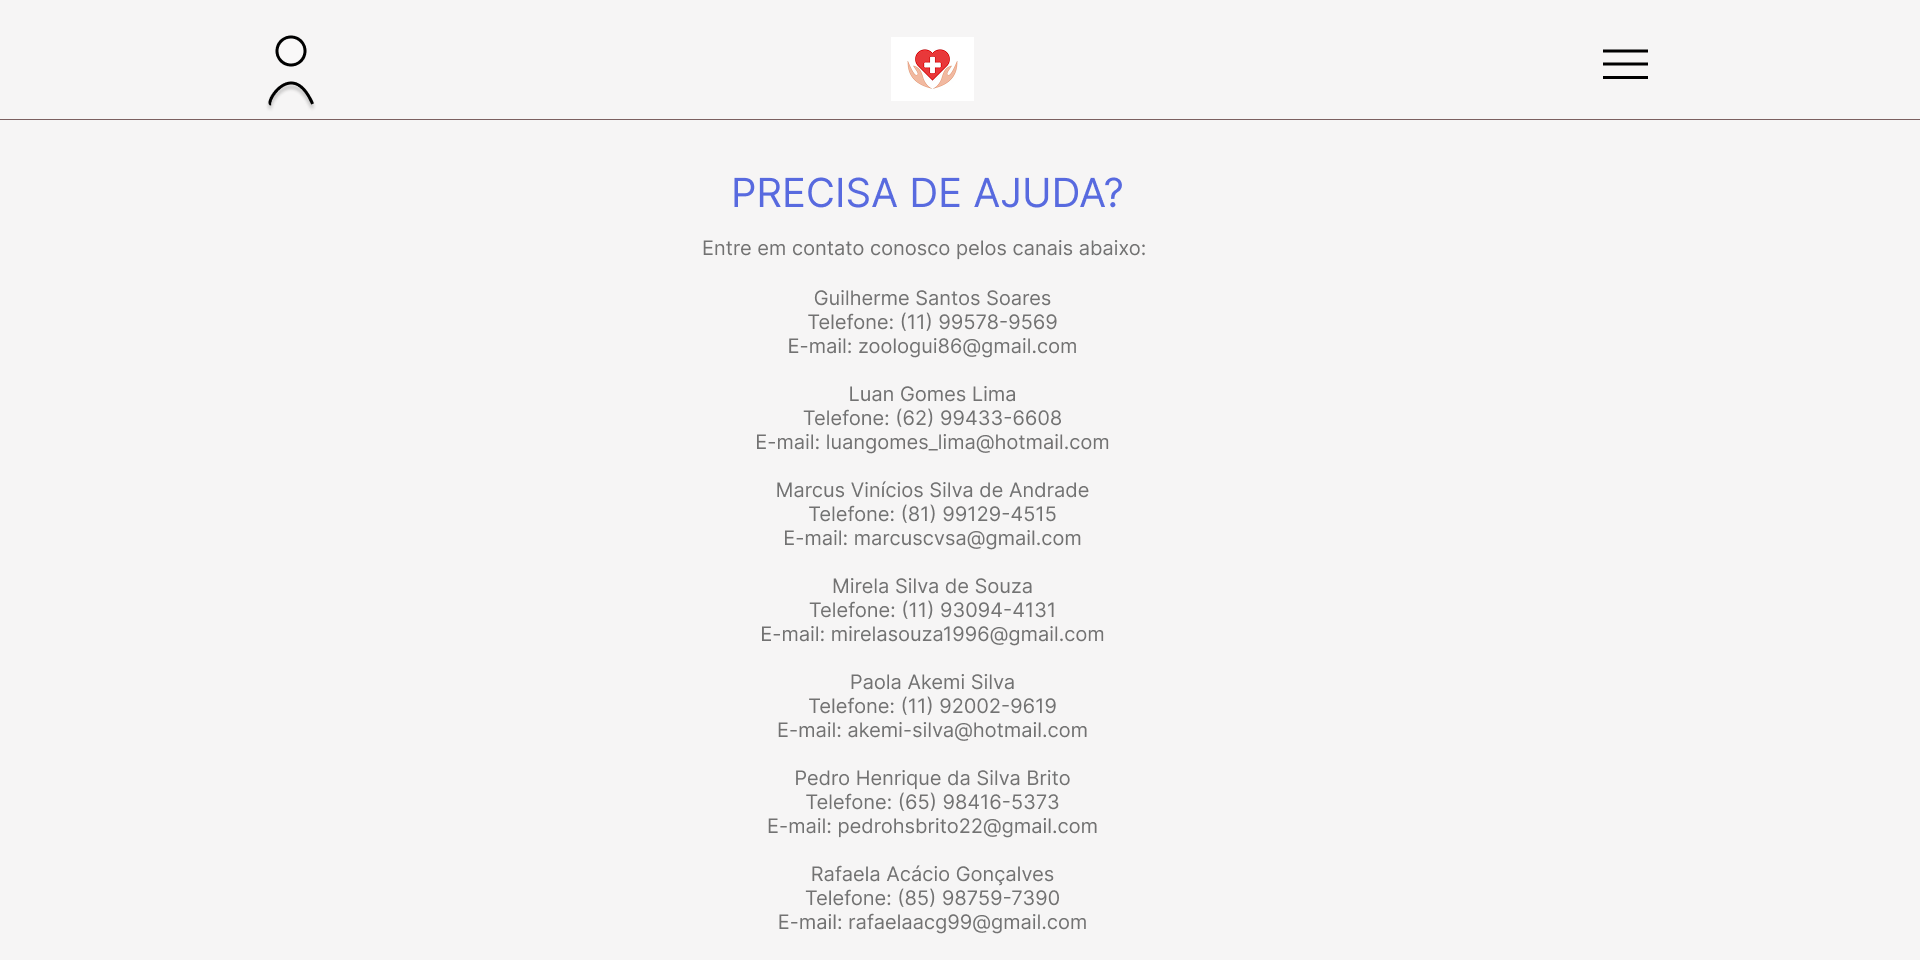 PRECISA DE AJUDA?
Entre em contato conosco pelos canais abaixo:
Guilherme Santos Soares
Telefone: (11) 99578-9569
E-mail: zoologui86@gmail.com
Luan Gomes Lima
Telefone: (62) 99433-6608
E-mail: luangomes_lima@hotmail.com
Marcus Vinícios Silva de Andrade
Telefone: (81) 99129-4515
E-mail: marcuscvsa@gmail.com
Mirela Silva de Souza
Telefone: (11) 93094-4131
E-mail: mirelasouza1996@gmail.com
Paola Akemi Silva
Telefone: (11) 92002-9619
E-mail: akemi-silva@hotmail.com
Pedro Henrique da Silva Brito
Telefone: (65) 98416-5373
E-mail: pedrohsbrito22@gmail.com
Rafaela Acácio Gonçalves
Telefone: (85) 98759-7390
E-mail: rafaelaacg99@gmail.com